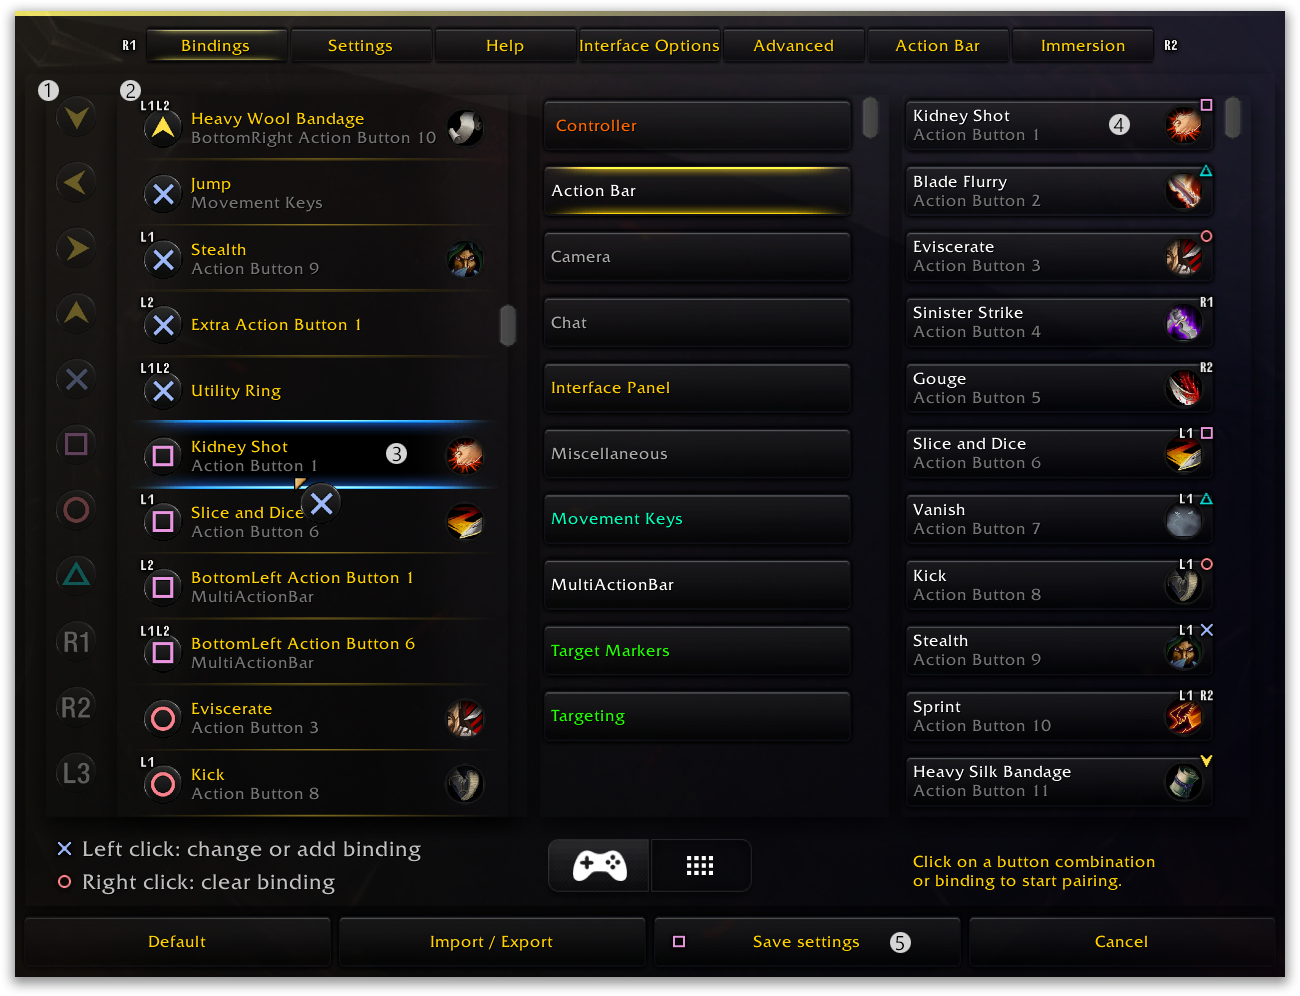 R1
Bindings
Settings
Help
Interface Options
Advanced
Action Bar
Immersion
R2
1
R1
R2
L3
2
L1L2
Heavy Wool Bandage
BottomRight Action Button 10
Jump
Movement Keys
L1
Stealth
Action Button 9
L2
Extra Action Button 1
L1L2
Utility Ring
Kidney Shot
Action Button 1
3
L1
Slice and Dice
Action Button 6
L2
BottomLeft Action Button 1
MultiActionBar
L1L2
BottomLeft Action Button 6
MultiActionBar
Eviscerate
Action Button 3
L1
Kick
Action Button 8
Controller
Action Bar
Camera
Chat
Interface Panel
Miscellaneous
Movement Keys
MultiActionBar
Target Markers
Targeting
Kidney Shot
Action Button 1
4
Blade Flurry
Action Button 2
Eviscerate
Action Button 3
Sinister Strike
Action Button 4
R1
Gouge
Action Button 5
R2
Slice and Dice
Action Button 6
L1
Vanish
Action Button 7
L1
Kick
Action Button 8
L1
Stealth
Action Button 9
L1
Sprint
Action Button 10
L1 R2
Heavy Silk Bandage
Action Button 11
Left click: change or add binding
Right click: clear binding
Click on a button combination
or binding to start pairing.
Default
Import / Export
Save settings
5
Cancel